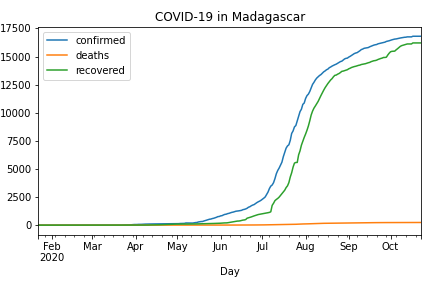 COVID-19 in Madagascar
17500
15000
12500
10000
7500
5000
2500
0
confirmed
deaths
recovered
Feb Mar Apr May Jun Jul Aug Sep Oct
2020
Day